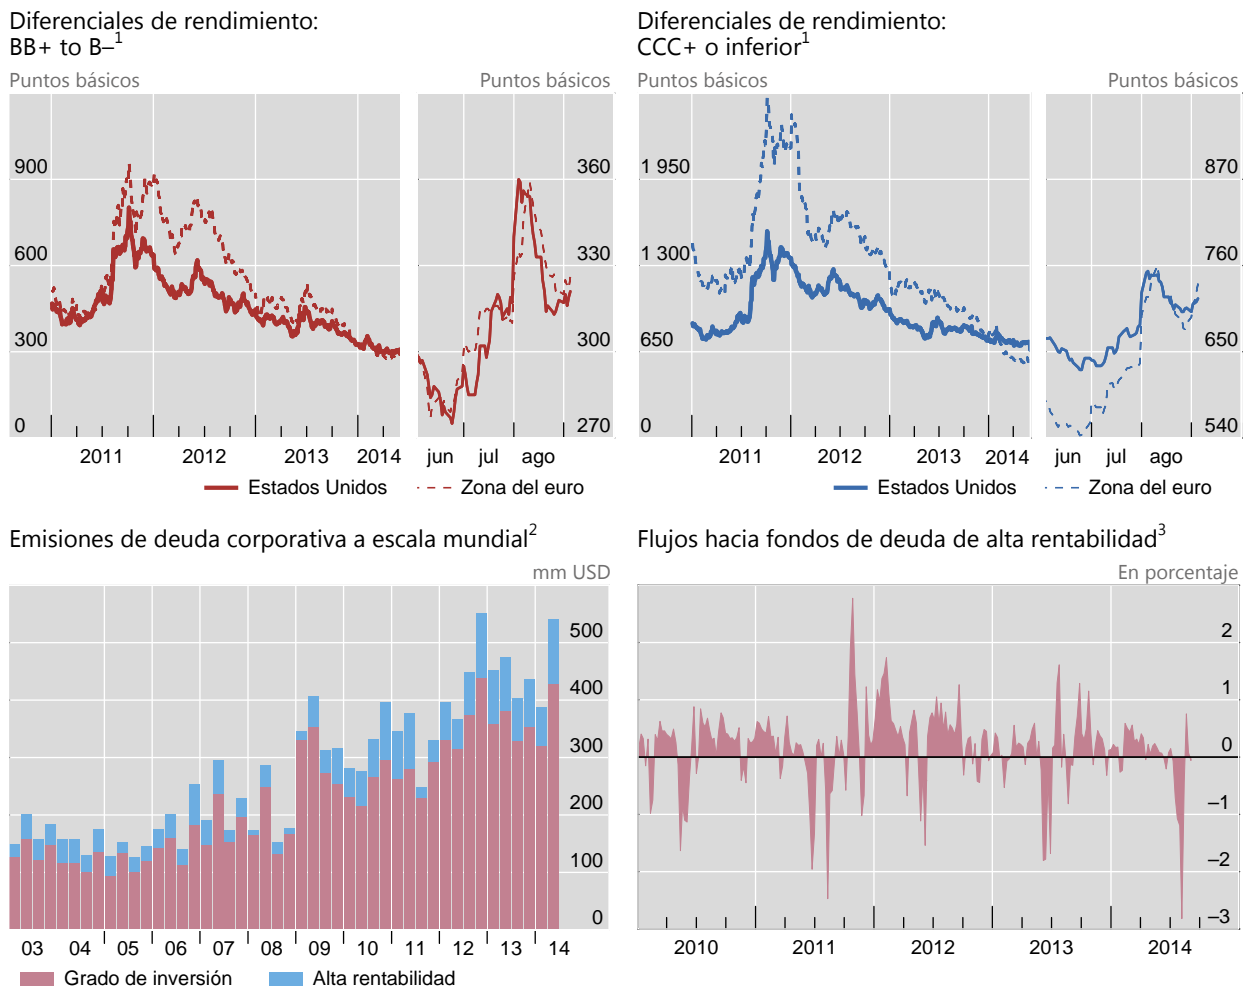 Diferenciales de rendimiento:
BB+ to B–1
Puntos básicos
Puntos básicos
900
600
300
0
360
330
300
270
2011
2012
2013
2014
jun
jul
ago
Estados Unidos
Zona del euro
Diferenciales de rendimiento:
CCC+ o inferior1
Puntos básicos
Puntos básicos
1 950
1 300
650
0
870
760
650
540
2011
2012
2013
2014
jun
jul
ago
Estados Unidos
Zona del euro
Emisiones de deuda corporativa a escala mundial2
mm USD
500
400
300
200
100
0
03
04
05
06
07
08
09
10
11
12
13
14
Grado de inversión
Alta rentabilidad
Flujos hacia fondos de deuda de alta rentabilidad3
En porcentaje
2
1
0
–1
–2
–3
2010
2011
2012
2013
2014